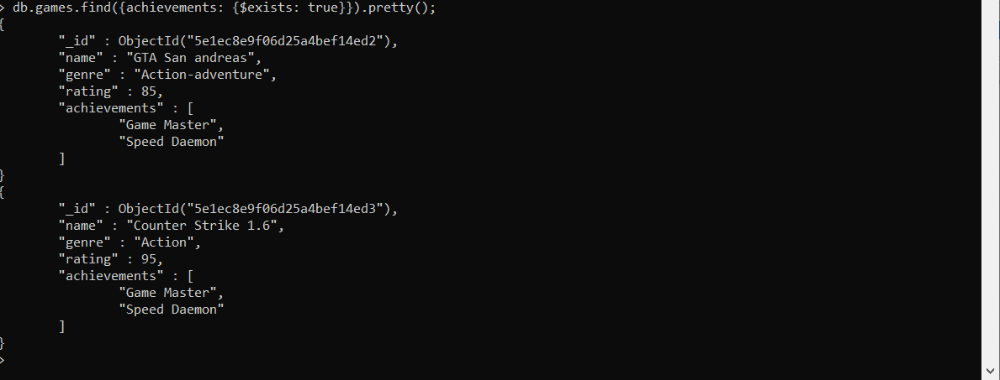 > db.games.find({achievements: {$exists: true}}).pretty();
{
"_id" : ObjectId("5e1ec8e9f06d25a4bef14ed2"),
"name" : "GTA San andreas",
"genre" : "Action-adventure",
"rating" : 85,
"achievements" : [
"Game Master",
"Speed Daemon"
]
}
{
"_id" : ObjectId("5e1ec8e9f06d25a4bef14ed3"),
"name" : "Counter Strike 1.6",
"genre" : "Action",
"rating" : 95,
"achievements" : [
"Game Master",
"Speed Daemon"
]
}
>